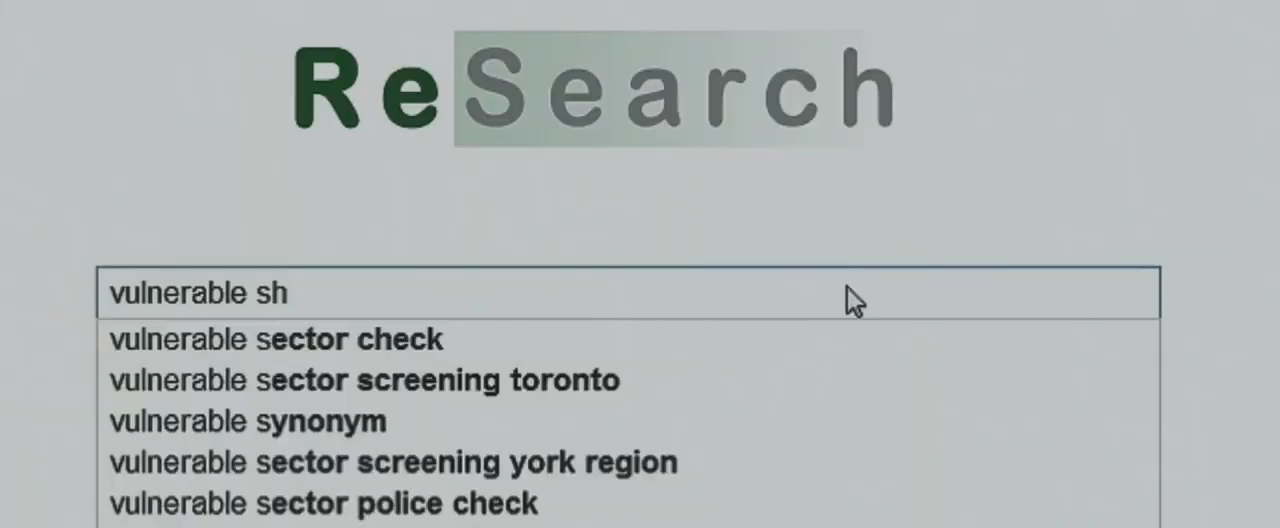 ReSearch
vulnerable sh
vulnerable sector check
vulnerable sector screening toronto
vulnerable synonym
vulnerable sector screening york region
vulnerable sector police check